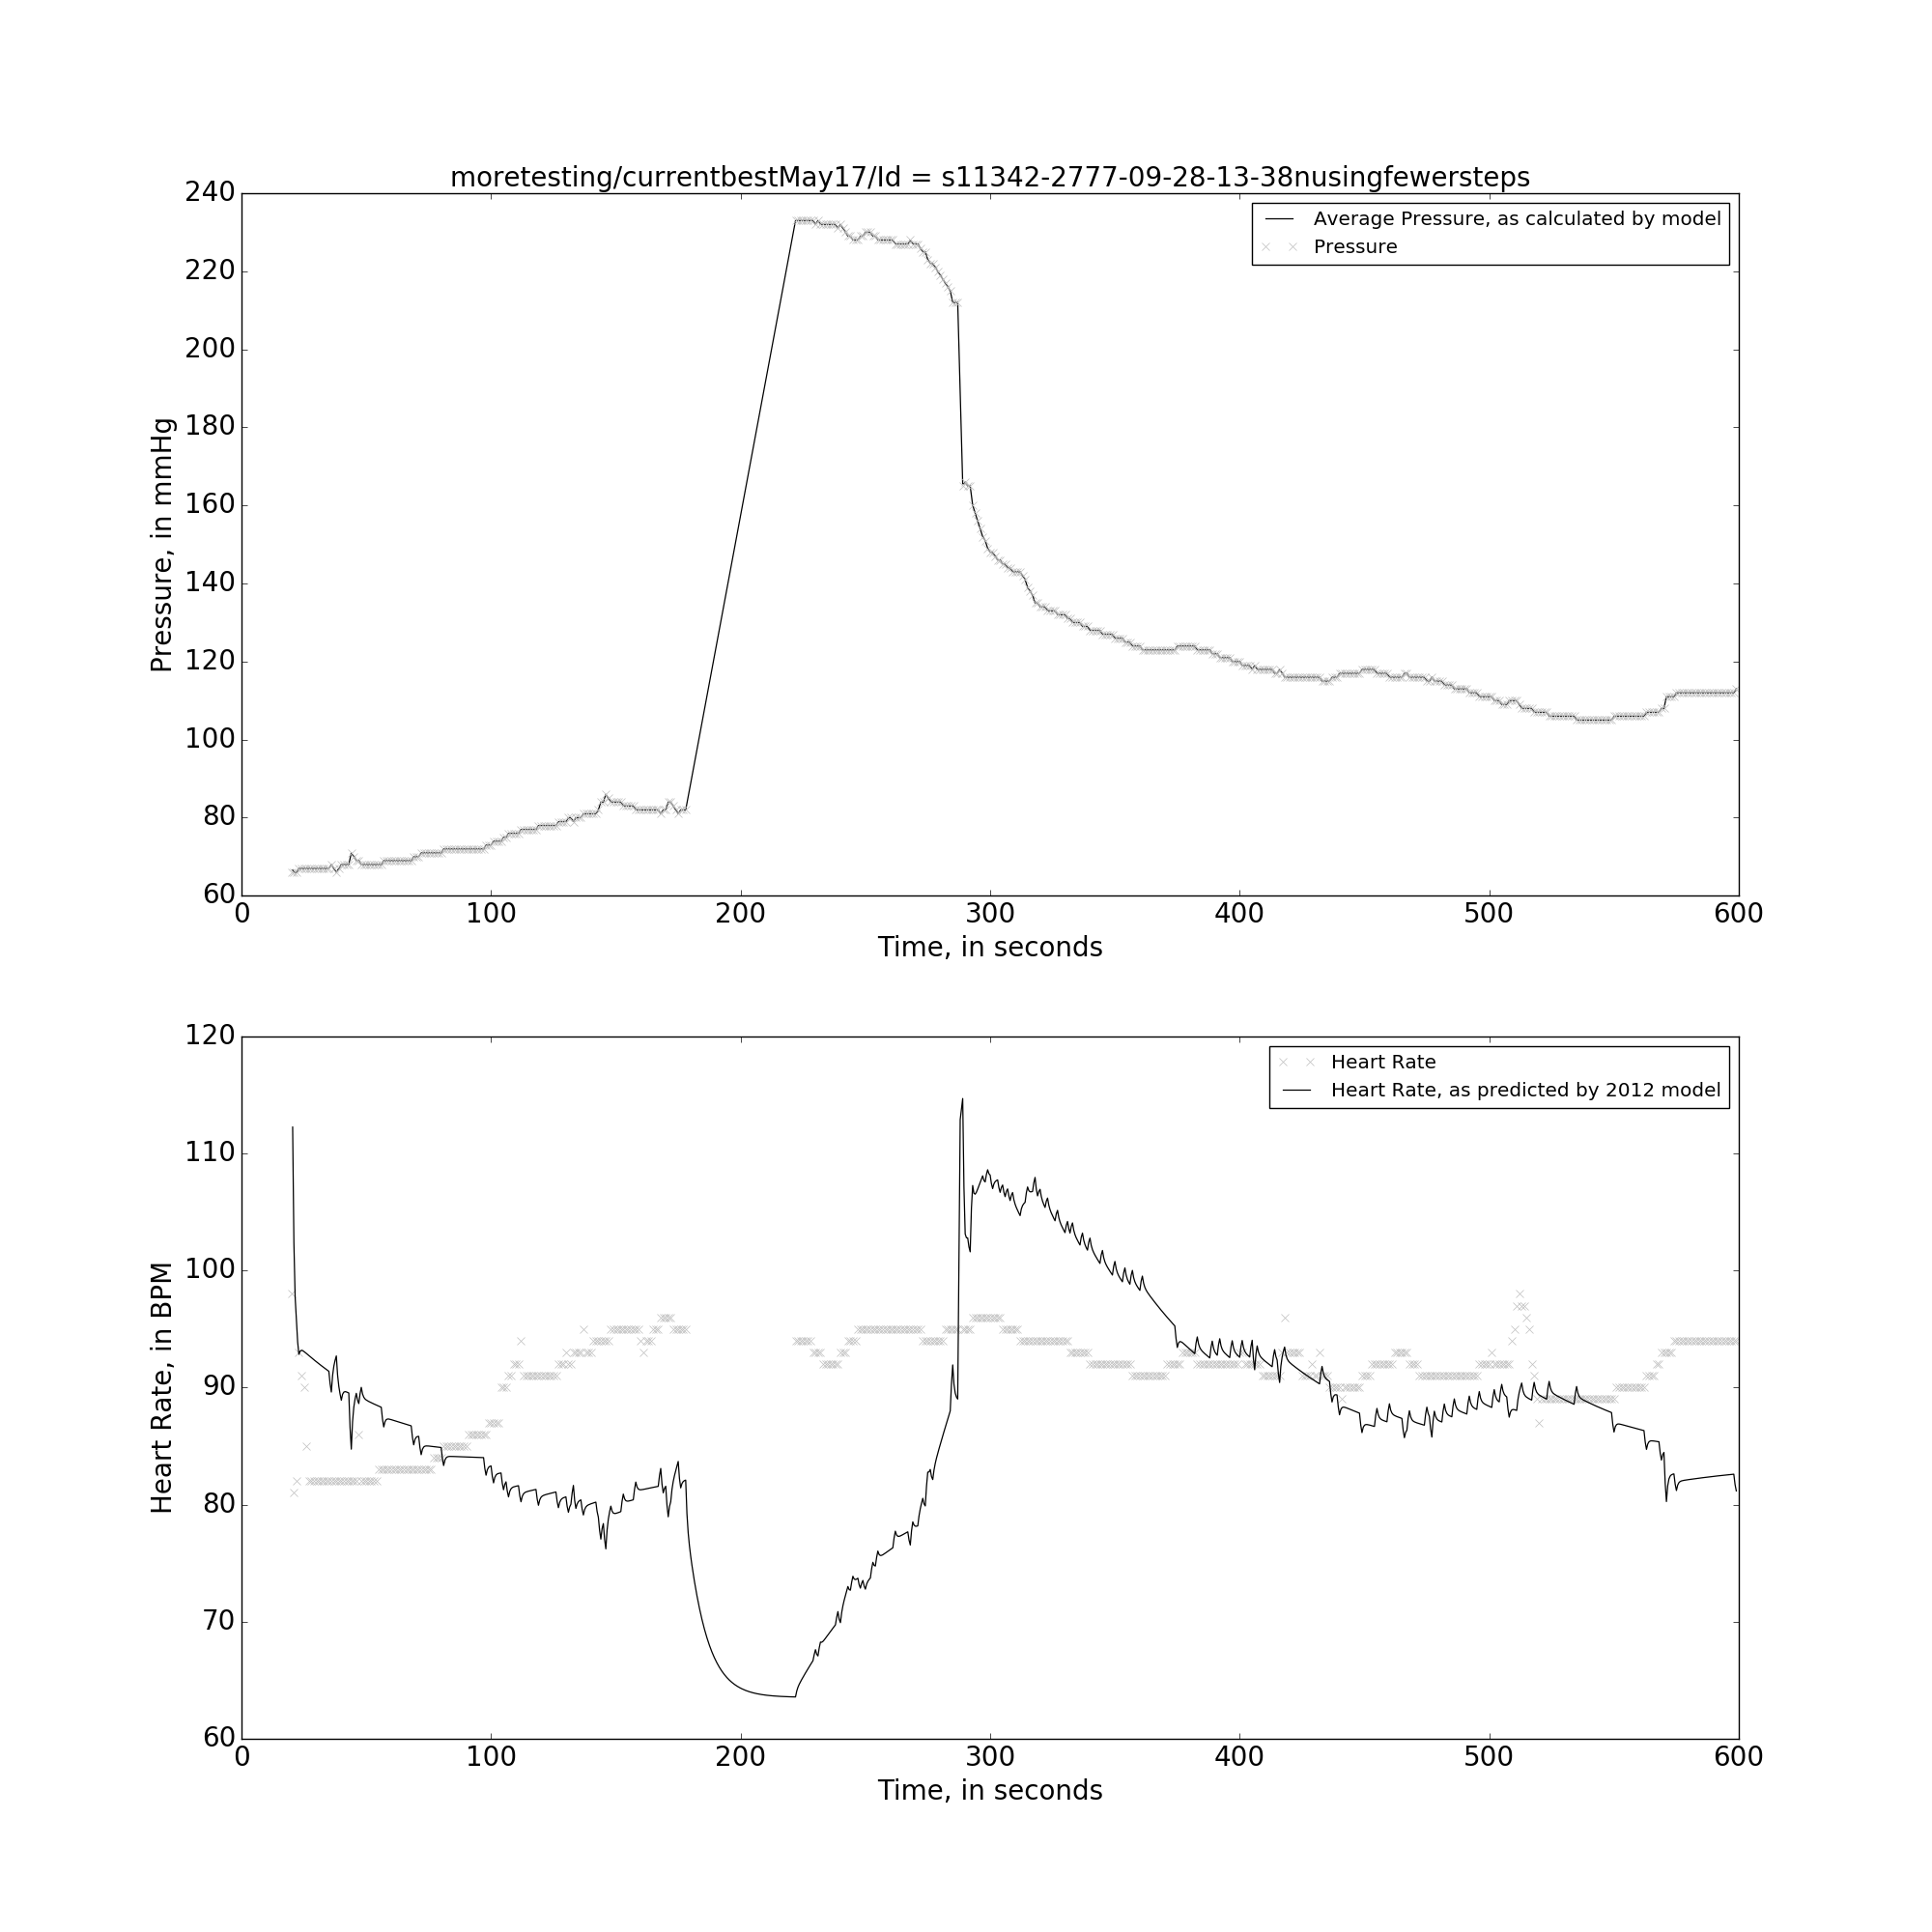 moretesting/currentbestMay17/Id = s11342-2777-09-28-13-38nusingfewersteps
240
220
200
180
160
140
120
100
80
60
Pressure, in mmHg
Average Pressure, as calculated by model
Pressure
0 100 200 300 400 500 600
Time, in seconds
120
110
100
90
80
70
60
Heart Rate, in BPM
Heart Rate
Heart Rate, as predicted by 2012 model
0 100 200 300 400 500 600
Time, in seconds